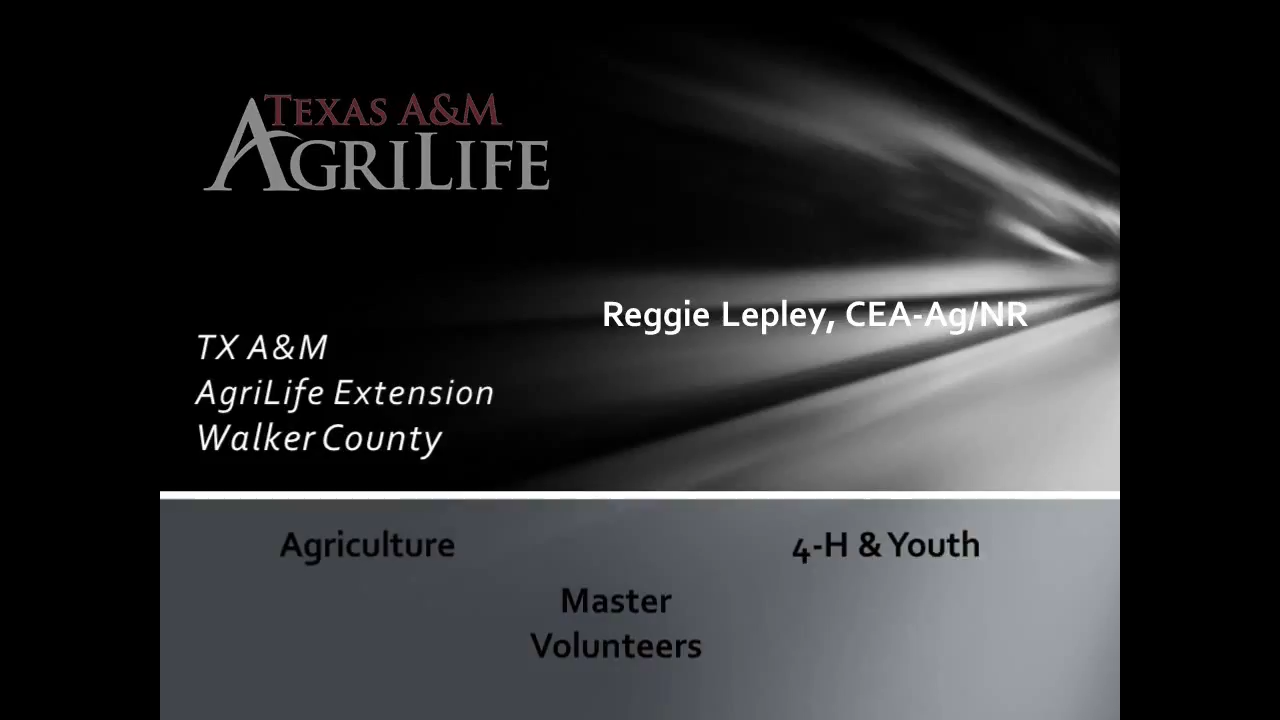 TEXAS A&M
AGRILIFE
Reggie Lepley, CEA-Ag/NR
TX A&M
AgriLife Extension
Walker County
Agriculture
4-H & Youth
Master
Volunteers